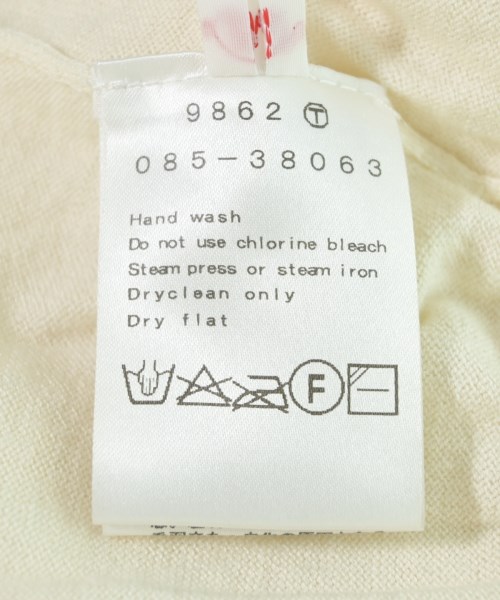 9862 Ⓣ
085-38063
Hand wash
Do not use chlorine bleach
Steam press or steam iron
Dryclean only
Dry flat
F